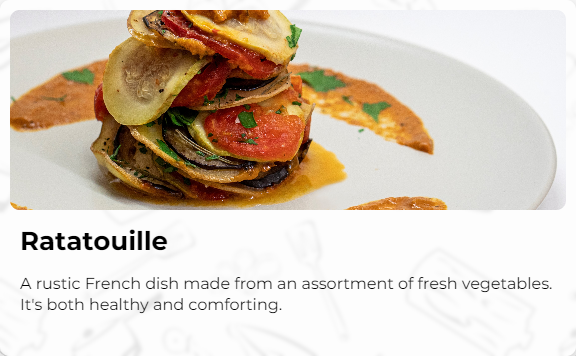 Ratatouille
A rustic French dish made from an assortment of fresh vegetables.
It's both healthy and comforting.